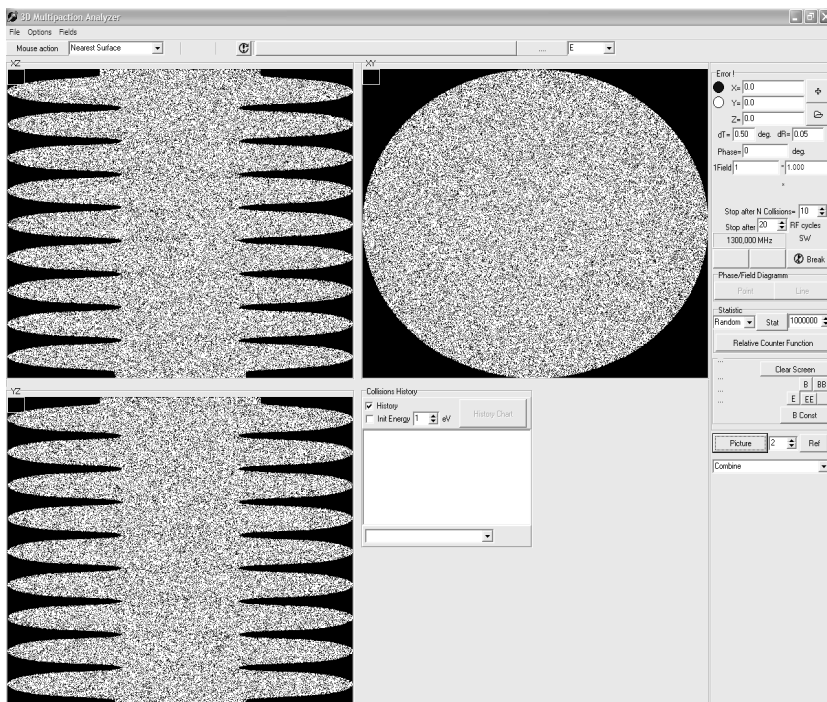 3D Multipaction Analyzer
File Options Fields
Mouse action Nearest Surface .... E
XZ XY
Error !
X= 0.0
Y= 0.0
Z= 0.0
dT= 0.50 deg. dR= 0.05
Phase= 0 deg.
1Field 1 * 1.000
*
Stop after N Collisions= 10
Stop after 20 RF cycles
1300,000 MHz SW
Break
Phase/Field Diagramm
Point Line
Statistic
Random Stat 1000000
Relative Counter Function
...
Clear Screen
... B BB
... E EE
...
B Const
Picture 2 Ref
Combine
YZ Collisions History
History
Init Energy 1 eV History Chart